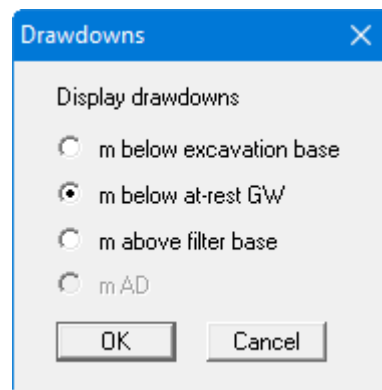 Drawdowns
Display drawdowns
m below excavation base
m below at-rest GW
m above filter base
m AD
OK
Cancel